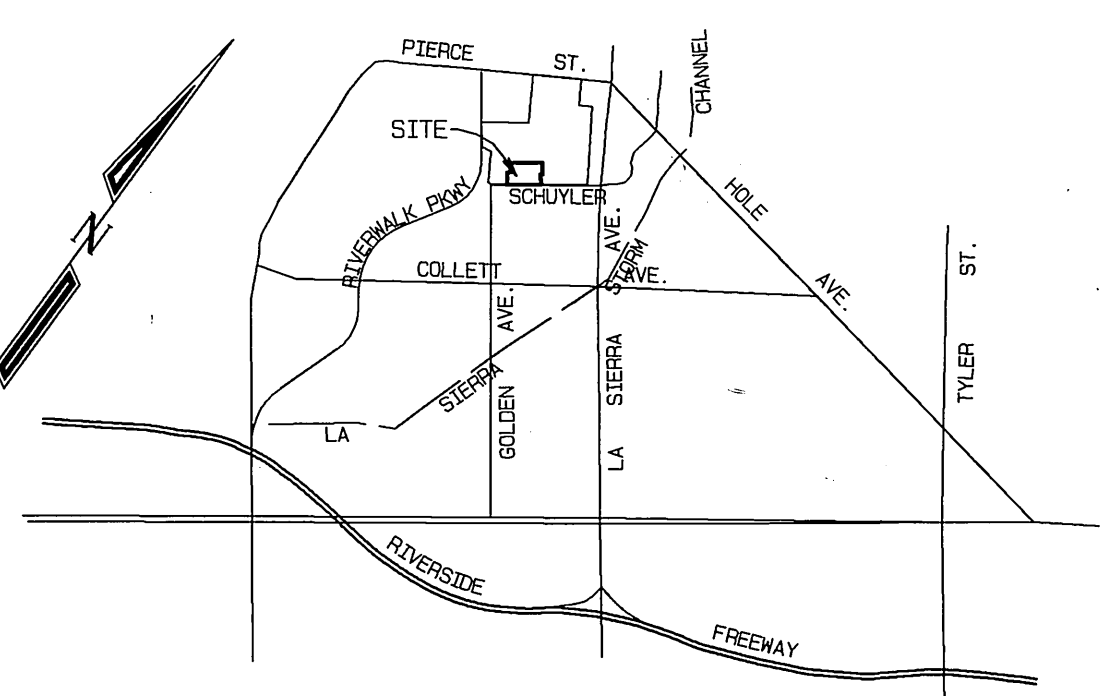 PIERCE ST.
CHANNEL
SITE
SCHUYLER AVE.
HOLE AVE.
N
RIVERWALK PKWY
COLLETT AVE.
STORM
TYLER ST.
GOLDEN AVE.
LA SIERRA
LA SIERRA
RIVERSIDE FREEWAY